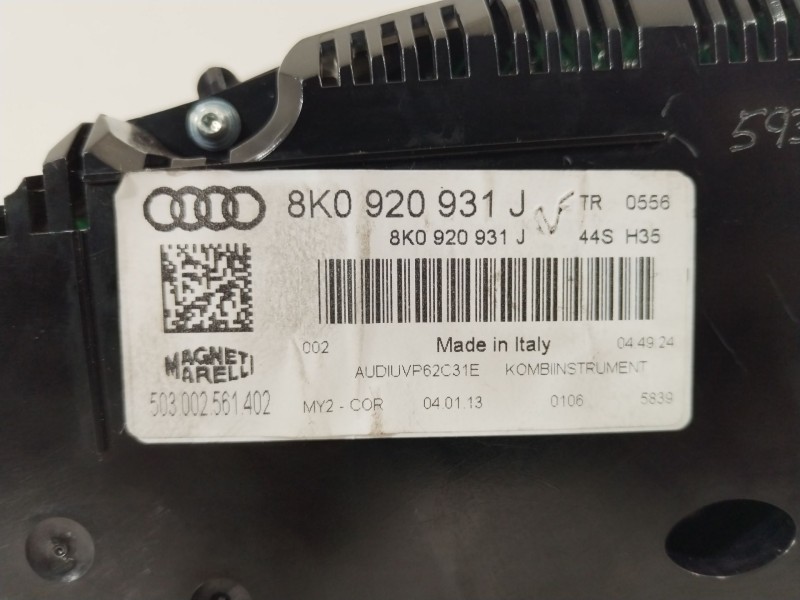 8K0 920 931 J TR 0556
8K0 920 931 J 44S H35
002 Made in Italy 04 49 24
MAGNETI
MARELLI
AUDIUVP62C31E KOMBIINSTRUMENT
503.002.561.402 MY2 - COR 04.01.13 0106 5839
593